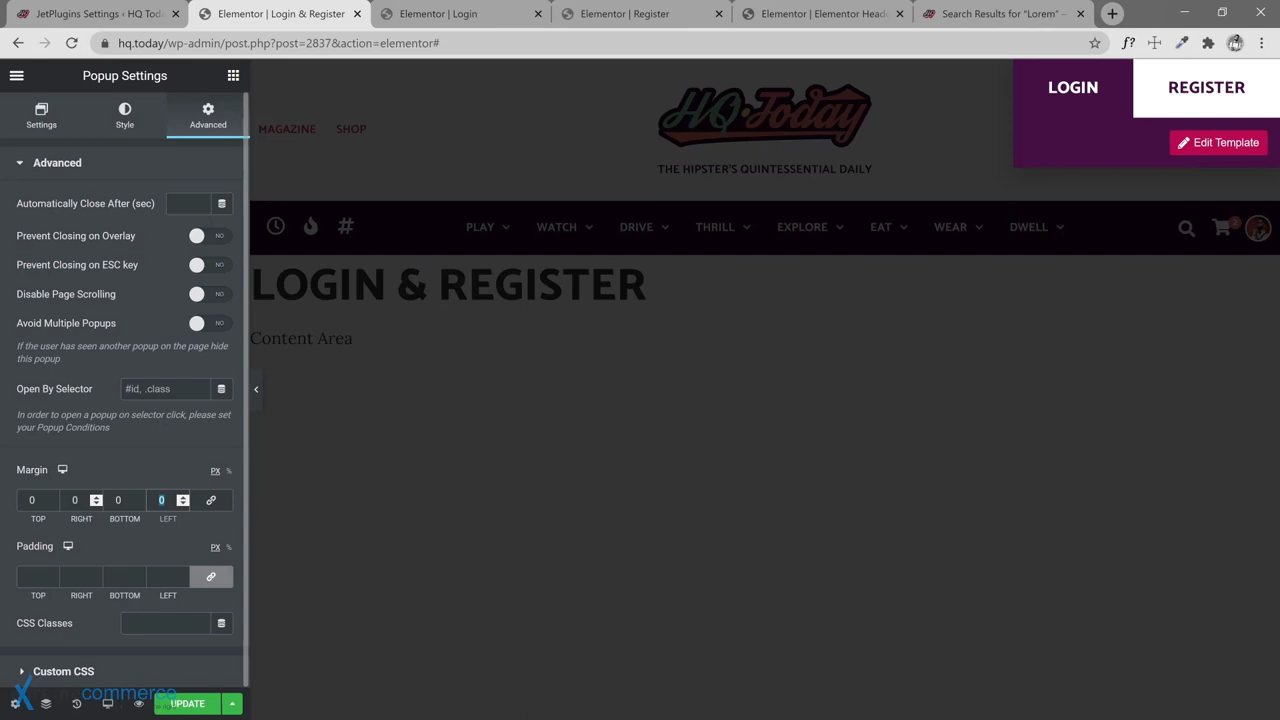 JetPlugins Settings ‹ HQ Toda
Elementor | Login & Register
Elementor | Login
Elementor | Register
Elementor | Elementor Heade
Search Results for "Lorem" –
hq.today/wp-admin/post.php?post=2837&action=elementor#
Popup Settings
Settings
Style
Advanced
Advanced
Automatically Close After (sec)
Prevent Closing on Overlay
NO
Prevent Closing on ESC key
NO
Disable Page Scrolling
NO
Avoid Multiple Popups
NO
If the user has seen another popup on the page hide
this popup
Open By Selector
#id, .class
In order to open a popup on selector click, please set
your Popup Conditions
Margin
PX %
0 0 0 0
TOP RIGHT BOTTOM LEFT
Padding
PX %
TOP RIGHT BOTTOM LEFT
CSS Classes
Custom CSS
commerce
UPDATE
MAGAZINE SHOP
HQ•Today
THE HIPSTER'S QUINTESSENTIAL DAILY
LOGIN REGISTER
Edit Template
PLAY WATCH DRIVE THRILL EXPLORE EAT WEAR DWELL
2
LOGIN & REGISTER
Content Area